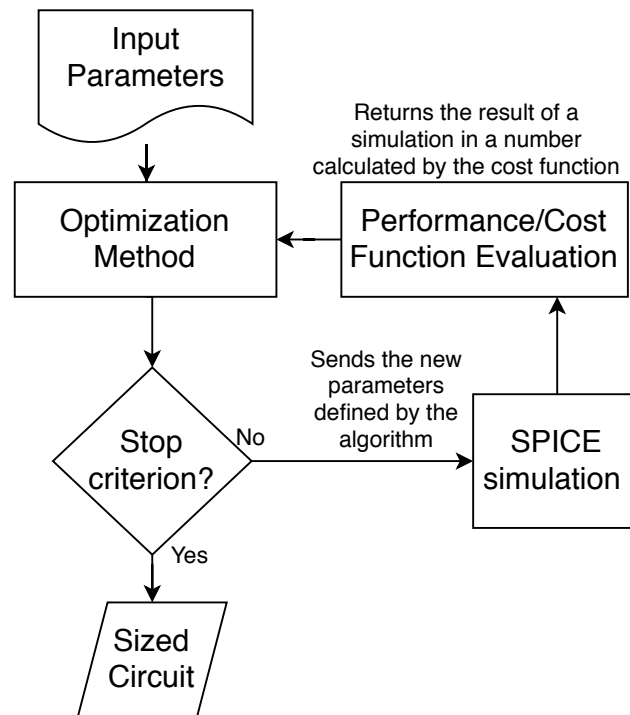 Input
Parameters
Returns the result of a
simulation in a number
calculated by the cost function
Optimization
Method
Performance/Cost
Function Evaluation
Sends the new
parameters
defined by the
algorithm
Stop
criterion?
No
SPICE
simulation
Yes
Sized
Circuit